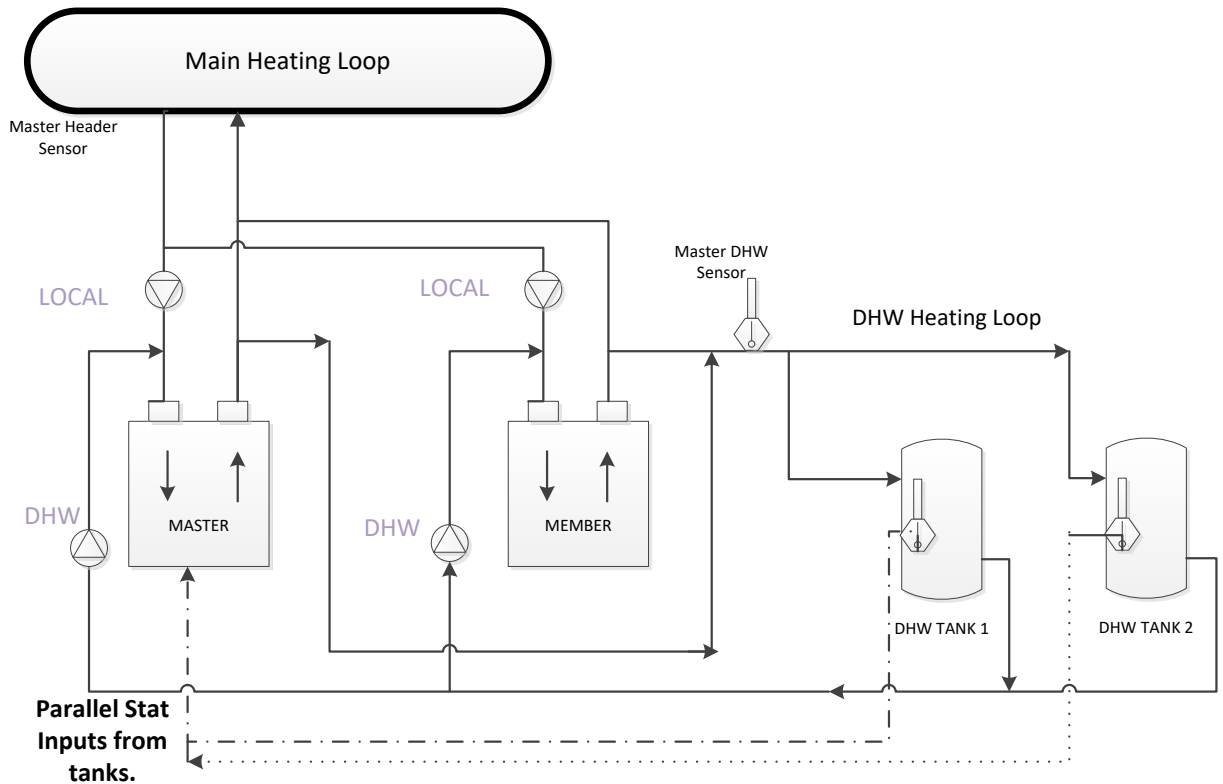 Main Heating Loop
Master Header
Sensor
Master DHW
Sensor
LOCAL
LOCAL
DHW Heating Loop
DHW
MASTER
DHW
MEMBER
DHW TANK 1
DHW TANK 2
Parallel Stat
Inputs from
tanks.